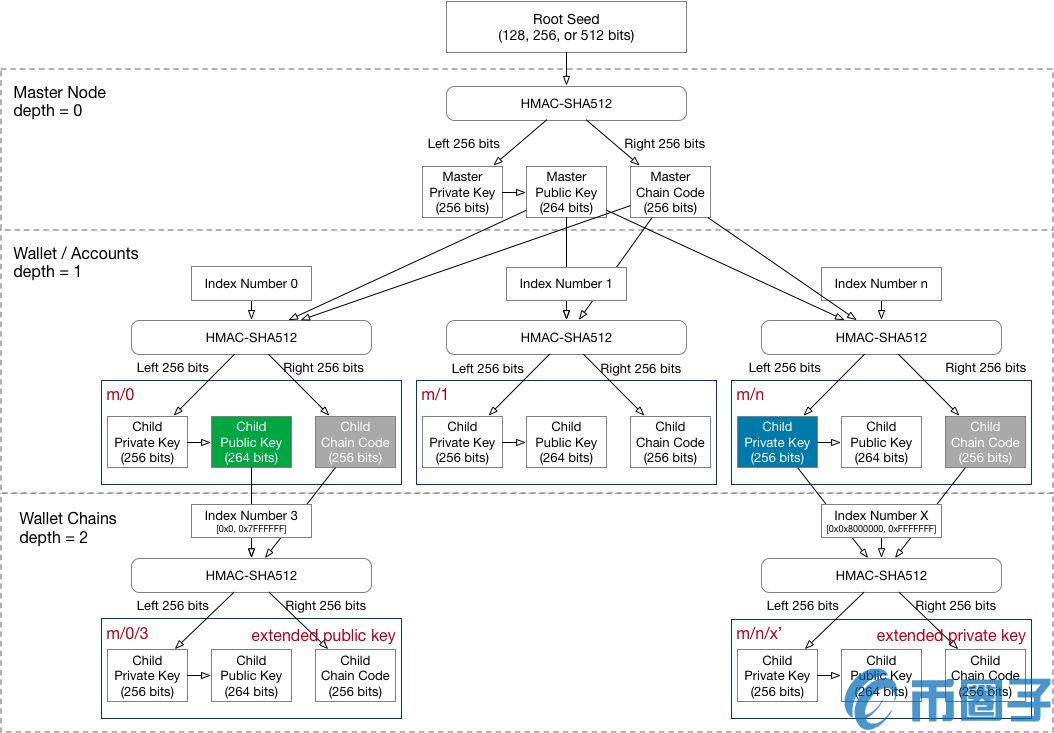 Root Seed
(128, 256, or 512 bits)
Master Node
depth = 0
HMAC-SHA512
Left 256 bits
Right 256 bits
Master
Private Key
(256 bits)
Master
Public Key
(264 bits)
Master
Chain Code
(256 bits)
Wallet / Accounts
depth = 1
Index Number 0
Index Number 1
Index Number n
HMAC-SHA512
HMAC-SHA512
HMAC-SHA512
Left 256 bits
Right 256 bits
Left 256 bits
Right 256 bits
Left 256 bits
Right 256 bits
m/0
Child
Private Key
(256 bits)
Child
Public Key
(264 bits)
Child
Chain Code
(256 bits)
m/1
Child
Private Key
(256 bits)
Child
Public Key
(264 bits)
Child
Chain Code
(256 bits)
m/n
Child
Private Key
(256 bits)
Child
Public Key
(264 bits)
Child
Chain Code
(256 bits)
Wallet Chains
depth = 2
Index Number 3
[0x0, 0x7FFFFFF]
Index Number X
[0x0x8000000, 0xFFFFFFF]
HMAC-SHA512
HMAC-SHA512
Left 256 bits
Right 256 bits
Left 256 bits
Right 256 bits
m/0/3
extended public key
Child
Private Key
(256 bits)
Child
Public Key
(264 bits)
Child
Chain Code
(256 bits)
m/n/x'
extended private key
Child
Private Key
(256 bits)
Child
Public Key
(264 bits)
Child
Chain Code
(256 bits)
币圈子